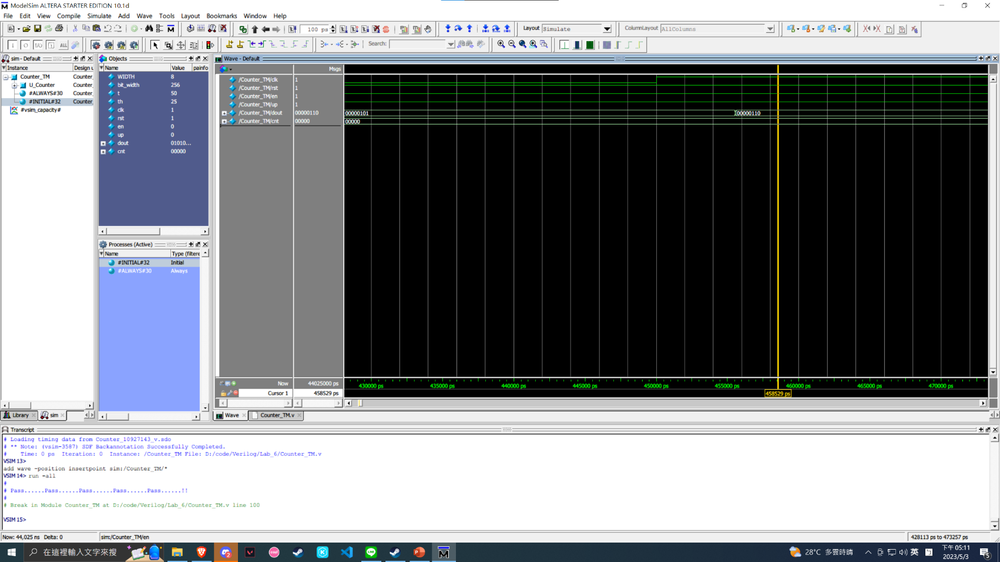 ModelSim ALTERA STARTER EDITION 10.1d
File Edit View Compile Simulate Add Wave Tools Layout Bookmarks Window Help
100 ps
Layout Simulate
ColumnLayout AllColumns
Search:
sim - Default
Instance Design u
Counter_TM Counter_
U_Counter Counter_
#ALWAYS#30 Counter_
#INITIAL#32 Counter_
#vsim_capacity#
Library
sim
Objects
Name Value painfo
WIDTH 8
bit_width 256
t 50
th 25
clk 1
rst 1
en 0
up 0
dout 01010...
cnt 00000
Processes (Active)
Name Type (filtere
#INITIAL#32 Initial
#ALWAYS#30 Always
Wave - Default
Msgs
/Counter_TM/clk 1
/Counter_TM/rst 1
/Counter_TM/en 1
/Counter_TM/up 1
/Counter_TM/dout 00000110 00000101 00000110
/Counter_TM/cnt 00000 00000
Now 44025000 ps
430000 ps 435000 ps 440000 ps 445000 ps 450000 ps 455000 ps 460000 ps 465000 ps 470000 ps
Cursor 1 458529 ps 458529 ps
Wave
Counter_TM.v
Transcript
# Loading timing data from Counter_10927143_v.sdo
# ** Note: (vsim-3587) SDF Backannotation Successfully Completed.
# Time: 0 ps Iteration: 0 Instance: /Counter_TM File: D:/code/Verilog/Lab_6/Counter_TM.v
VSIM 13>
add wave -position insertpoint sim:/Counter_TM/*
VSIM 14> run -all
#
# Pass......Pass......Pass......Pass......Pass......!!
#
# Break in Module Counter_TM at D:/code/Verilog/Lab_6/Counter_TM.v line 100
VSIM 15>
Now: 44,025 ns Delta: 0
sim:/Counter_TM/en
428113 ps to 473257 ps
在這裡輸入文字來搜
28°C 多雲時晴
英
下午 05:11
2023/5/3
5